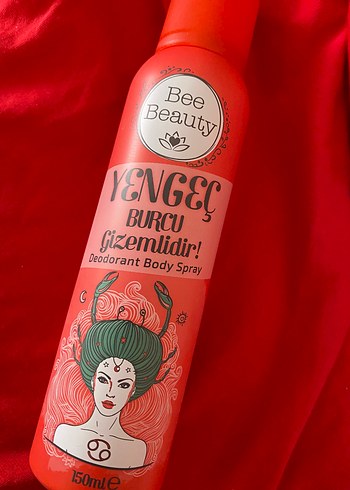 Bee
Beauty
YENGEÇ
BURCU
Gizemlidir!
Deodorant Body Spray
150ml e